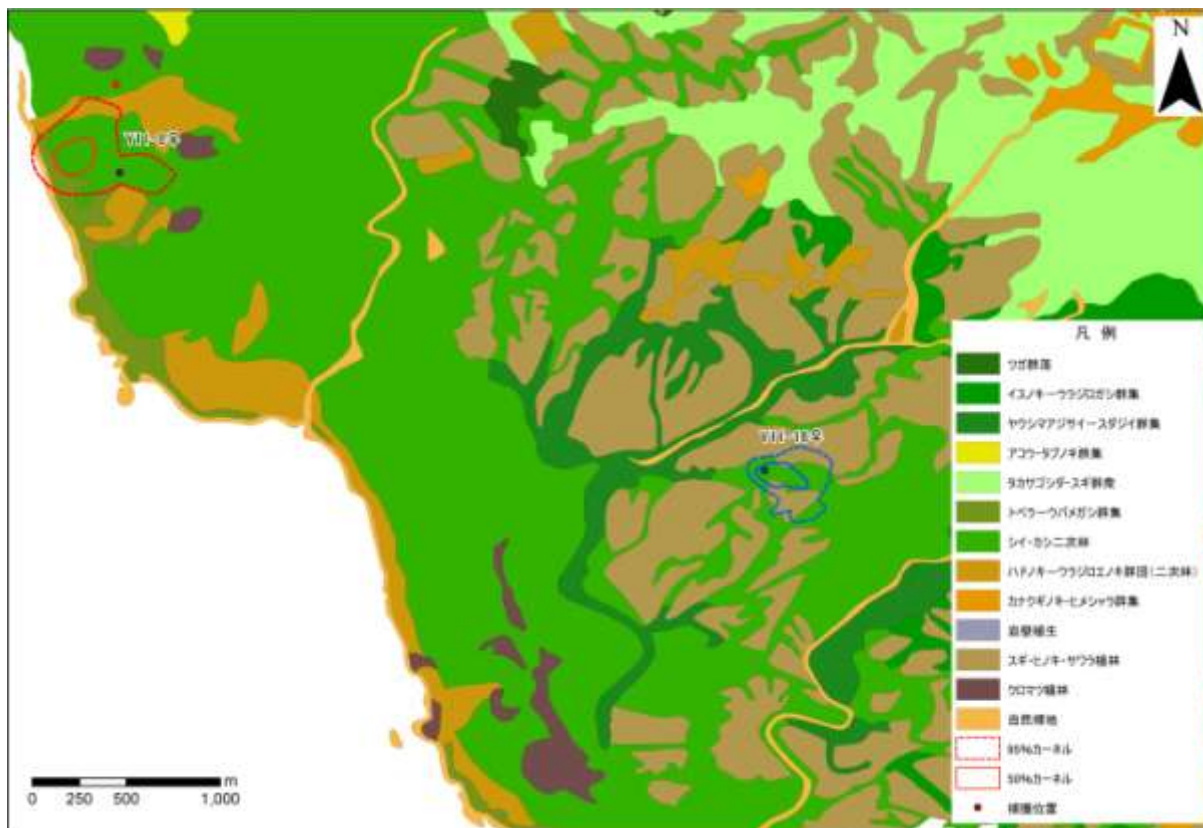 N
凡 例
ツガ群落
イスノキーウラジロガシ群集
ヤクシマアジサイースダジイ群集
アコウータブノキ群集
タカサゴシダースギ群集
トベラーウバメガシ群集
シイ・カシ二次林
ハドノキーウラジロエノキ群団(二次林)
カナクギノキ-ヒメシャラ群集
岩壁植生
スギ・ヒノキ・サワラ植林
クロマツ植林
自然裸地
95%カーネル
50%カーネル
捕獲位置
m
0 250 500 1,000